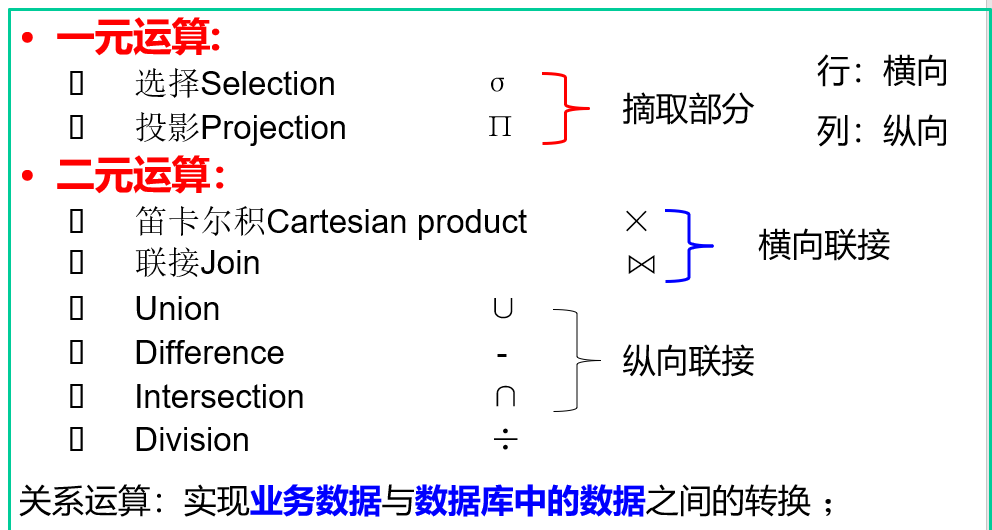 • 一元运算:
选择Selection σ
投影Projection Π
摘取部分
行：横向
列：纵向
• 二元运算：
笛卡尔积Cartesian product ×
联接Join ⋈
横向联接
Union ∪
Difference -
Intersection ∩
纵向联接
Division ÷
关系运算：实现业务数据与数据库中的数据之间的转换 ；